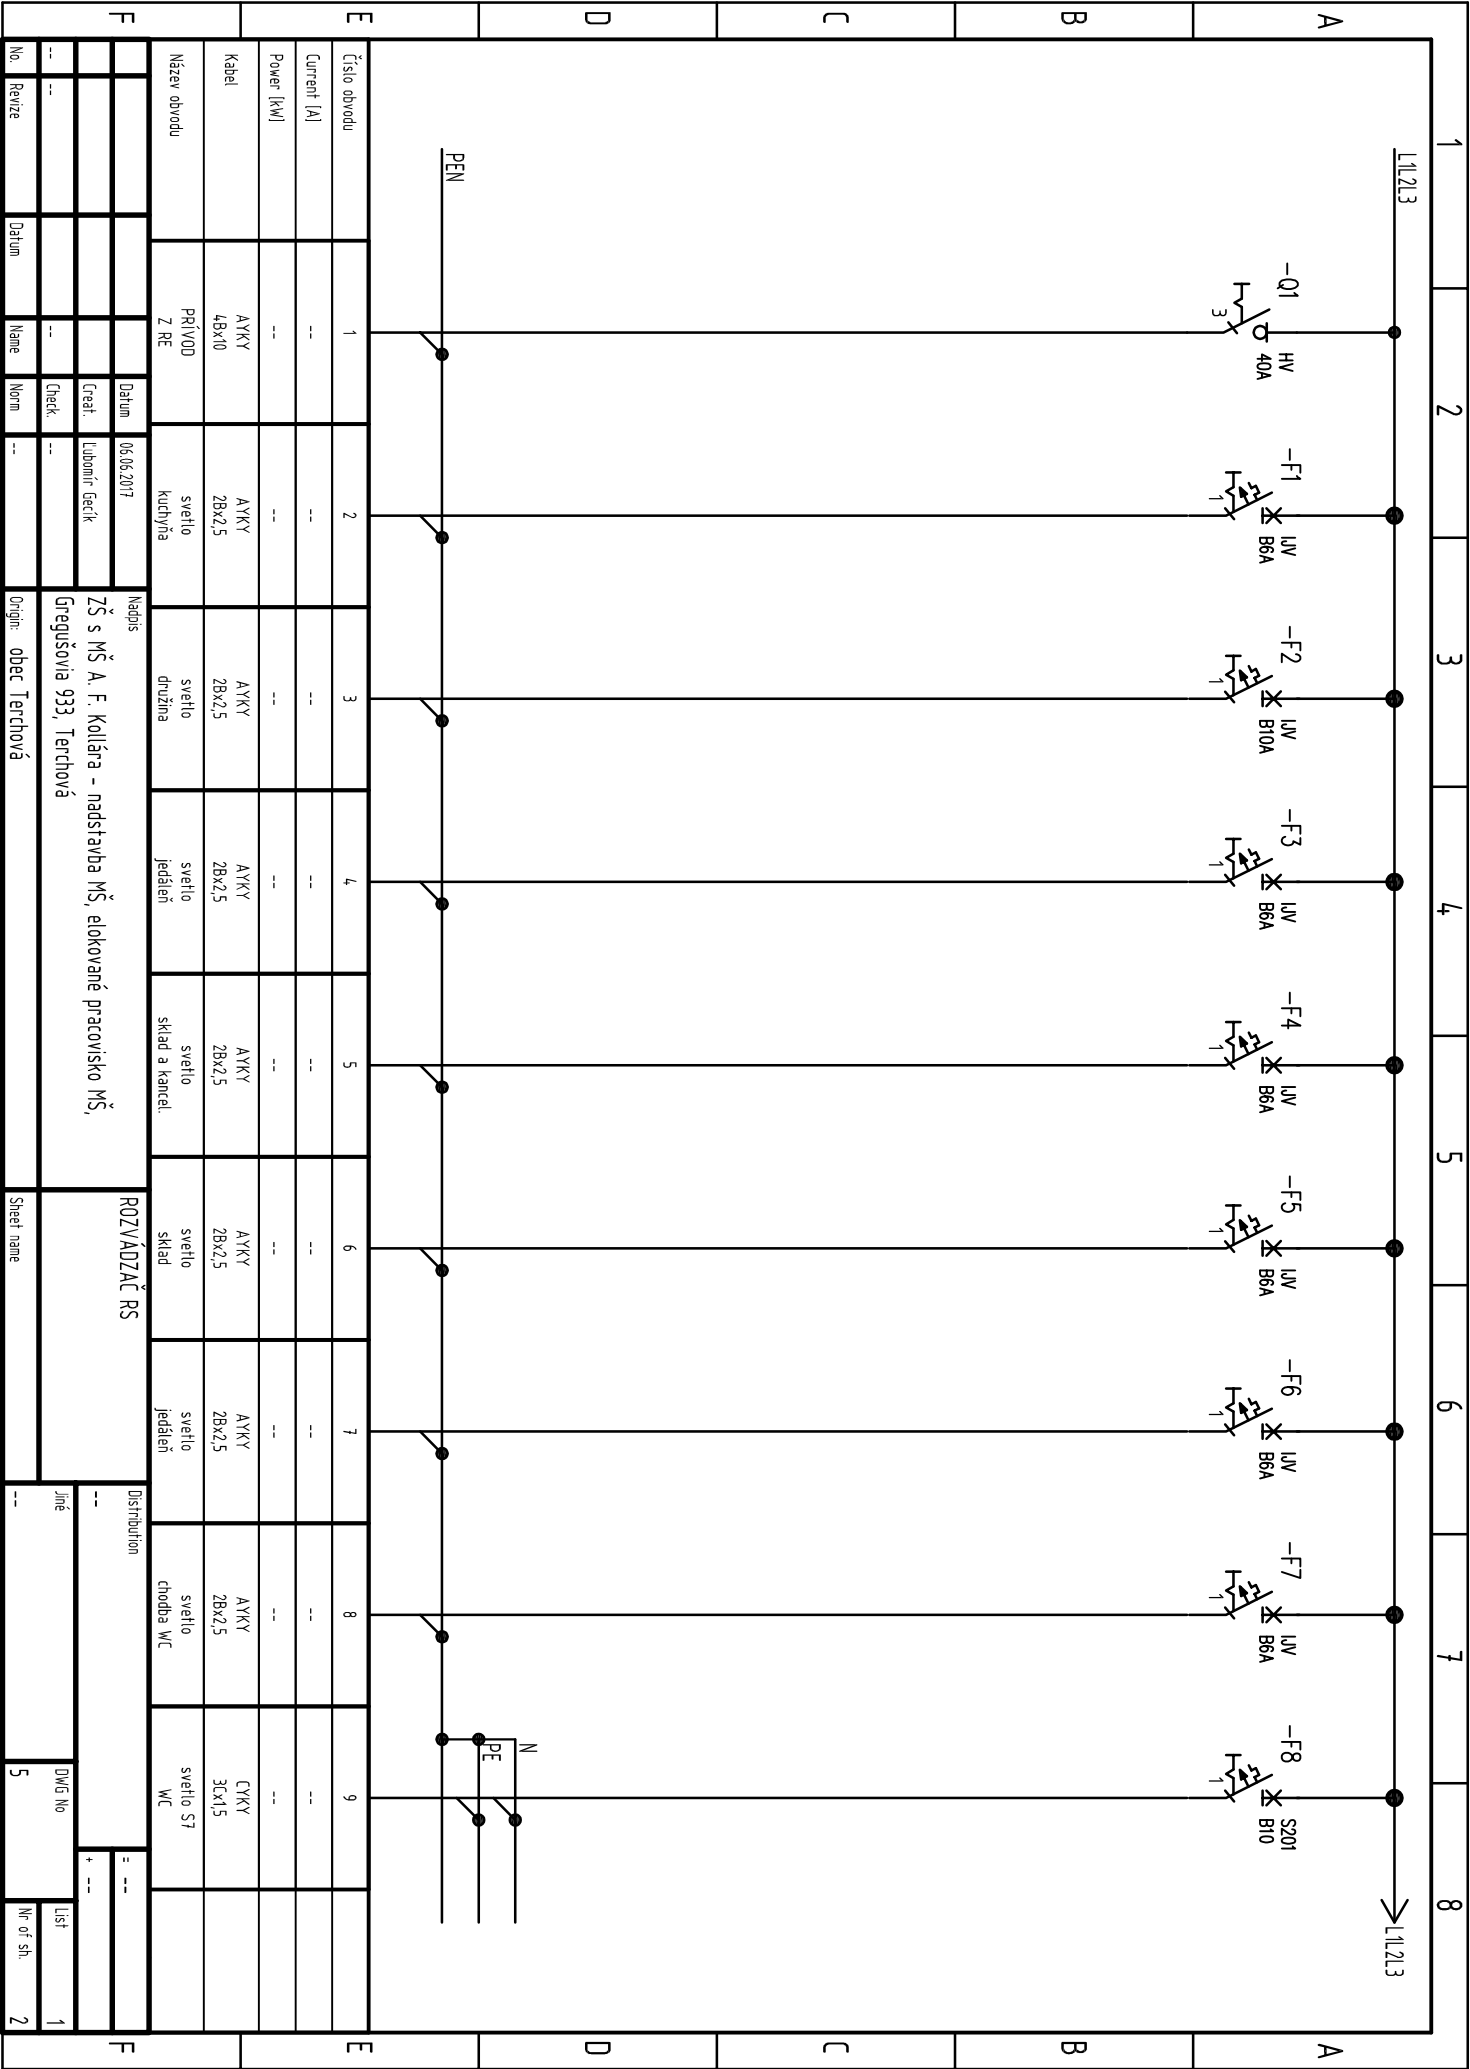 1 2 3 4 5 6 7 8
A
B
C
D
E
F
A
B
C
D
E
F
L1L2L3
L1L2L3
-Q1
HV
40A
3
-F1
IJV
B6A
1
-F2
IJV
B10A
1
-F3
IJV
B6A
1
-F4
IJV
B6A
1
-F5
IJV
B6A
1
-F6
IJV
B6A
1
-F7
IJV
B6A
1
-F8
S201
B10
1
N
PE
PEN
Číslo obvodu 1 2 3 4 5 6 7 8 9
Current [A] -- -- -- -- -- -- -- -- --
Power [kW] -- -- -- -- -- -- -- -- --
Kabel
AYKY AYKY AYKY AYKY AYKY AYKY AYKY AYKY CYKY
4Bx10 2Bx2,5 2Bx2,5 2Bx2,5 2Bx2,5 2Bx2,5 2Bx2,5 2Bx2,5 3Cx1,5
Název obvodu
PRÍVOD svetlo svetlo svetlo svetlo svetlo svetlo svetlo svetlo S7
Z RE kuchyňa družina jedáleň sklad a kancel. sklad jedáleň chodba WC WC
Datum 06.06.2017
Creat. Ľubomír Gecík
-- -- -- Check. --
No. Revize Datum Name Norm --
Nadpis
ZŠ s MŠ A. F. Kollára - nadstavba MŠ, elokované pracovisko MŠ,
Gregušovia 933, Terchová
Origin: obec Terchová
ROZVÁDZAČ RS
Sheet name
Distribution
--
Jiné
--
= --
+ --
DWG No
5
List 1
Nr of sh. 2